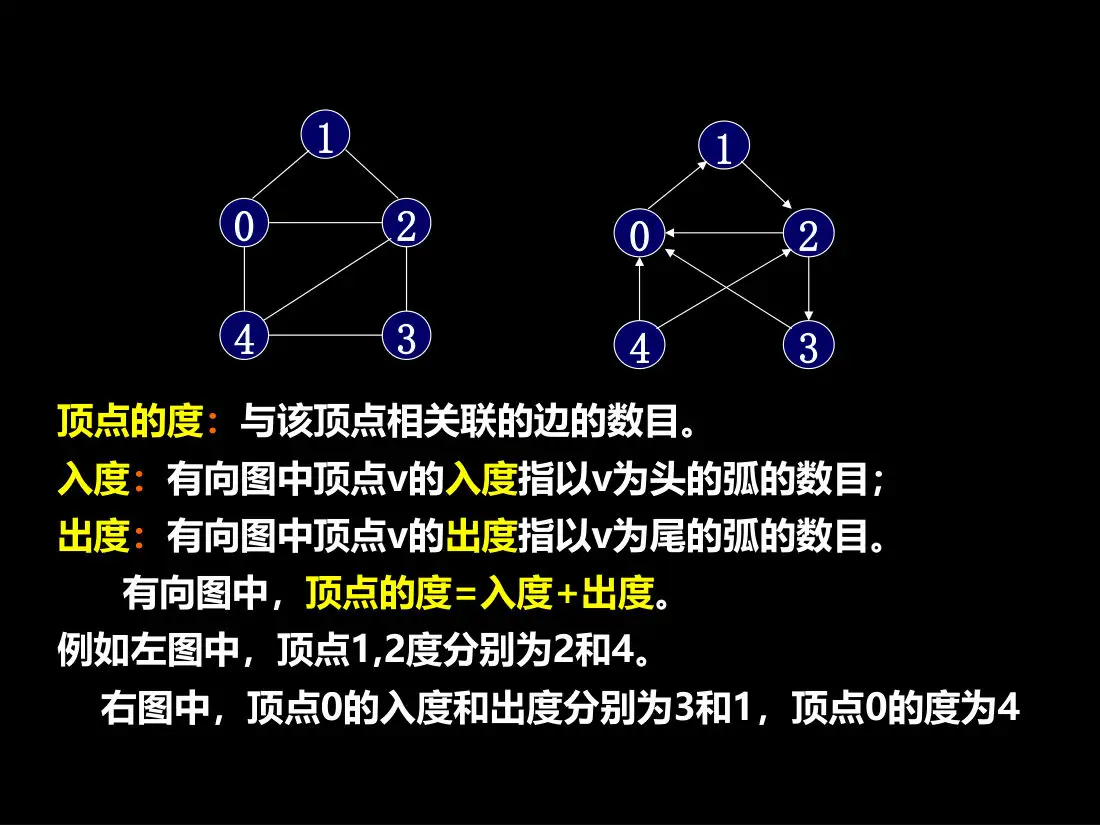 1
0
2
4
3
1
0
2
4
3
顶点的度：与该顶点相关联的边的数目。
入度：有向图中顶点v的入度指以v为头的弧的数目；
出度：有向图中顶点v的出度指以v为尾的弧的数目。
有向图中，顶点的度=入度+出度。
例如左图中，顶点1,2度分别为2和4。
右图中，顶点0的入度和出度分别为3和1，顶点0的度为4